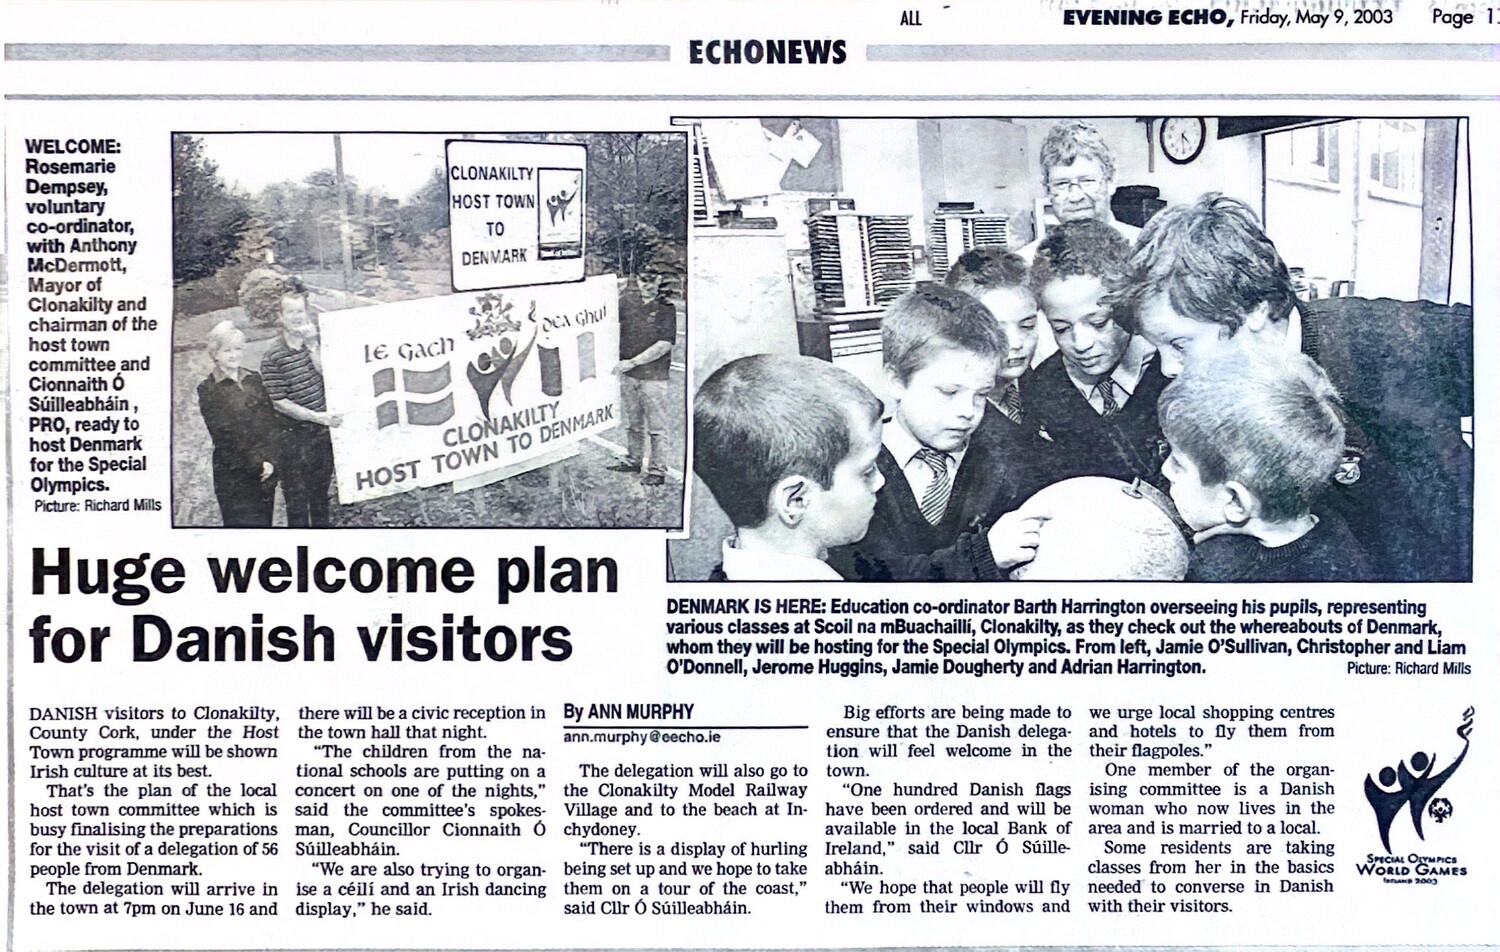 ALL
EVENING ECHO, Friday, May 9, 2003 Page
ECHONEWS
WELCOME:
Rosemarie
Dempsey,
voluntary
co-ordinator,
with Anthony
McDermott,
Mayor of
Clonakilty and
chairman of the
host town
committee and
Cionnaith Ó
Súilleabháin ,
PRO, ready to
host Denmark
for the Special
Olympics.
Picture: Richard Mills
CLONAKILTY
HOST TOWN
TO
DENMARK
le gach dea ghuí
CLONAKILTY
HOST TOWN TO DENMARK
DENMARK IS HERE: Education co-ordinator Barth Harrington overseeing his pupils, representing
various classes at Scoil na mBuachaillí, Clonakilty, as they check out the whereabouts of Denmark,
whom they will be hosting for the Special Olympics. From left, Jamie O'Sullivan, Christopher and Liam
O'Donnell, Jerome Huggins, Jamie Dougherty and Adrian Harrington.
Picture: Richard Mills
Huge welcome plan
for Danish visitors
DANISH visitors to Clonakilty,
County Cork, under the Host
Town programme will be shown
Irish culture at its best.
That's the plan of the local
host town committee which is
busy finalising the preparations
for the visit of a delegation of 56
people from Denmark.
The delegation will arrive in
the town at 7pm on June 16 and
there will be a civic reception in
the town hall that night.
"The children from the na-
tional schools are putting on a
concert on one of the nights,"
said the committee's spokes-
man, Councillor Cionnaith Ó
Súilleabháin.
"We are also trying to organ-
ise a céilí and an Irish dancing
display," he said.
By ANN MURPHY
ann.murphy@eecho.ie
The delegation will also go to
the Clonakilty Model Railway
Village and to the beach at In-
chydoney.
"There is a display of hurling
being set up and we hope to take
them on a tour of the coast,"
said Cllr Ó Súilleabháin.
Big efforts are being made to
ensure that the Danish delega-
tion will feel welcome in the
town.
"One hundred Danish flags
have been ordered and will be
available in the local Bank of
Ireland," said Cllr Ó Súille-
abháin.
"We hope that people will fly
them from their windows and
we urge local shopping centres
and hotels to fly them from
their flagpoles."
One member of the organ-
ising committee is a Danish
woman who now lives in the
area and is married to a local.
Some residents are taking
classes from her in the basics
needed to converse in Danish
with their visitors.
SPECIAL OLYMPICS
WORLD GAMES
IRELAND 2003